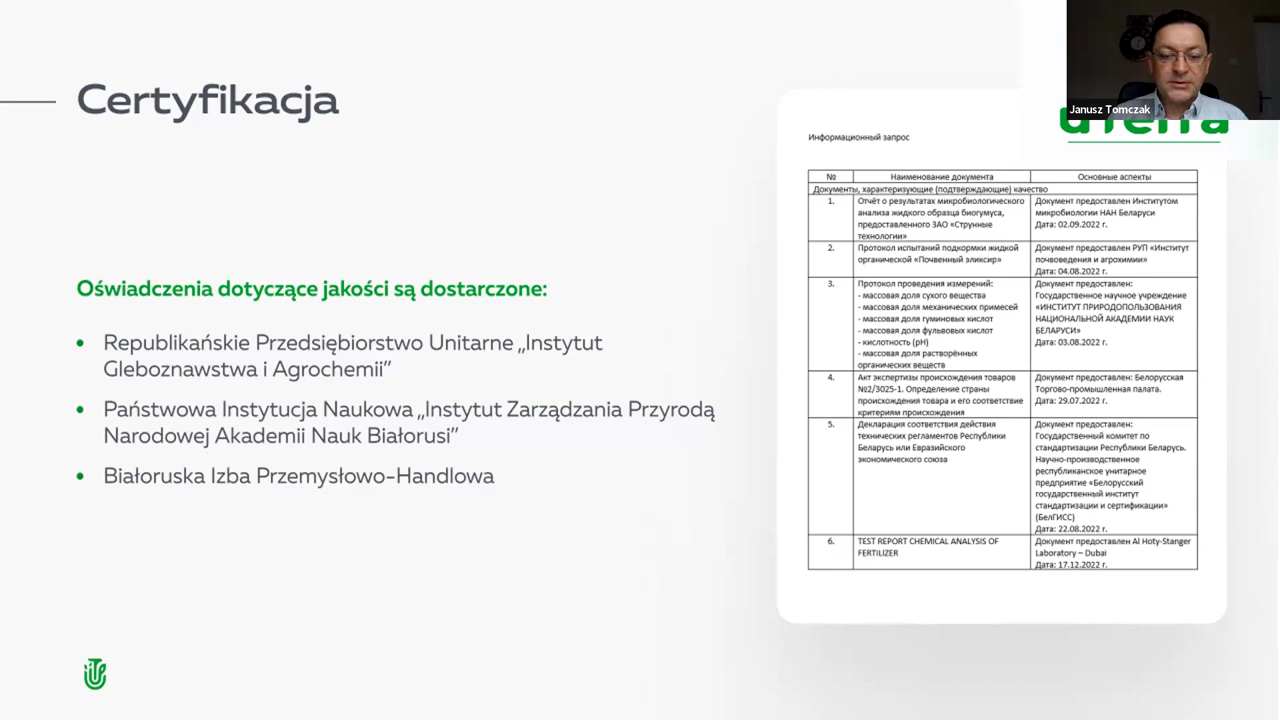 Certyfikacja
Oświadczenia dotyczące jakości są dostarczone:
• Republikańskie Przedsiębiorstwo Unitarne „Instytut
Gleboznawstwa i Agrochemii”
• Państwowa Instytucja Naukowa „Instytut Zarządzania Przyrodą
Narodowej Akademii Nauk Białorusi”
• Białoruska Izba Przemysłowo-Handlowa
Janusz Tomczak
Информационный запрос
№ Наименование документа Основные аспекты
Документы, характеризующие (подтверждающие) качество
1. Отчёт о результатах микробиологического Документ предоставлен Институтом
анализа жидкого образца биогумуса, микробиологии НАН Беларуси
предоставленного ЗАО «Струнные Дата: 02.09.2022 г.
технологии»
2. Протокол испытаний подкормки жидкой Документ предоставлен РУП «Институт
органической «Почвенный эликсир» почвоведения и агрохимии»
Дата: 04.08.2022 г.
3. Протокол проведения измерений: Документ предоставлен:
- массовая доля сухого вещества Государственное научное учреждение
- массовая доля механических примесей «ИНСТИТУТ ПРИРОДОПОЛЬЗОВАНИЯ
- массовая доля гуминовых кислот НАЦИОНАЛЬНОЙ АКАДЕМИИ НАУК
- массовая доля фульвовых кислот БЕЛАРУСИ»
- кислотность (pH) Дата: 03.08.2022 г.
- массовая доля растворённых
органических веществ
4. Акт экспертизы происхождения товаров Документ предоставлен: Белорусская
№2/3025-1. Определение страны Торгово-промышленная палата.
происхождения товара и его соответствие Дата: 29.07.2022 г.
критериям происхождения
5. Декларация соответствия действия Документ предоставлен:
технических регламентов Республики Государственный комитет по
Беларусь или Евразийского стандартизации Республики Беларусь.
экономического союза Научно-производственное
республиканское унитарное
предприятие «Белорусский
государственный институт
стандартизации и сертификации»
(БелГИСС)
Дата: 22.08.2022 г.
6. TEST REPORT CHEMICAL ANALYSIS OF Документ предоставлен Al Hoty-Stanger
FERTILIZER Laboratory – Dubai
Дата: 17.12.2022 г.